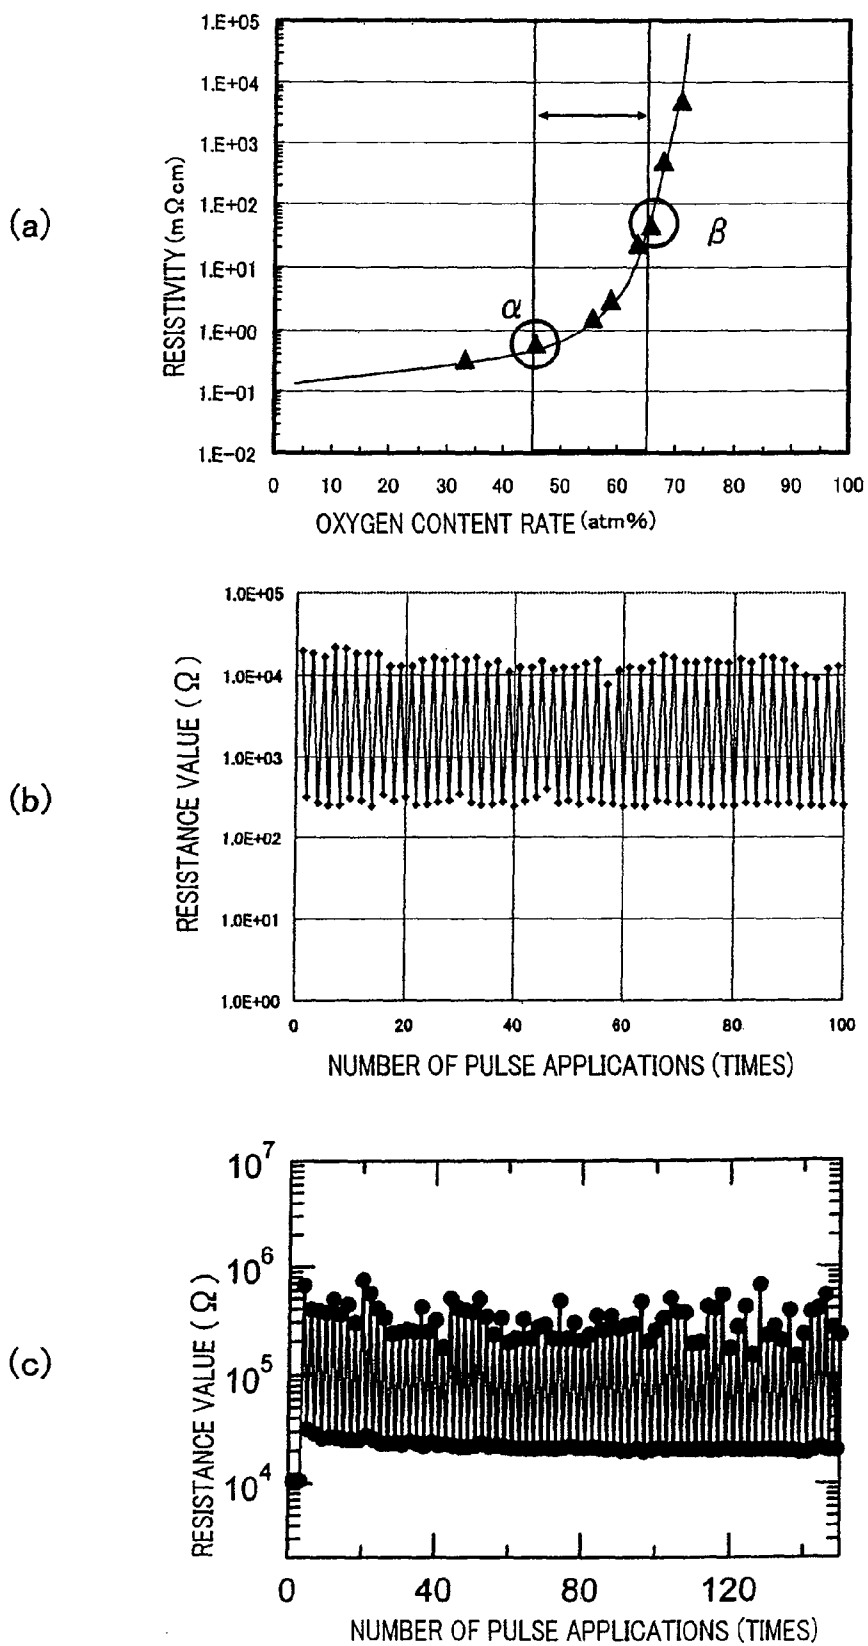 (a)
RESISTIVITY (mΩcm)
1.E+05
1.E+04
1.E+03
1.E+02
1.E+01
1.E+00
1.E-01
1.E-02
α
β
0 10 20 30 40 50 60 70 80 90 100
OXYGEN CONTENT RATE (atm%)
(b)
RESISTANCE VALUE (Ω)
1.0E+05
1.0E+04
1.0E+03
1.0E+02
1.0E+01
1.0E+00
0 20 40 60 80 100
NUMBER OF PULSE APPLICATIONS (TIMES)
(c)
RESISTANCE VALUE (Ω)
10⁷
10⁶
10⁵
10⁴
0 40 80 120
NUMBER OF PULSE APPLICATIONS (TIMES)